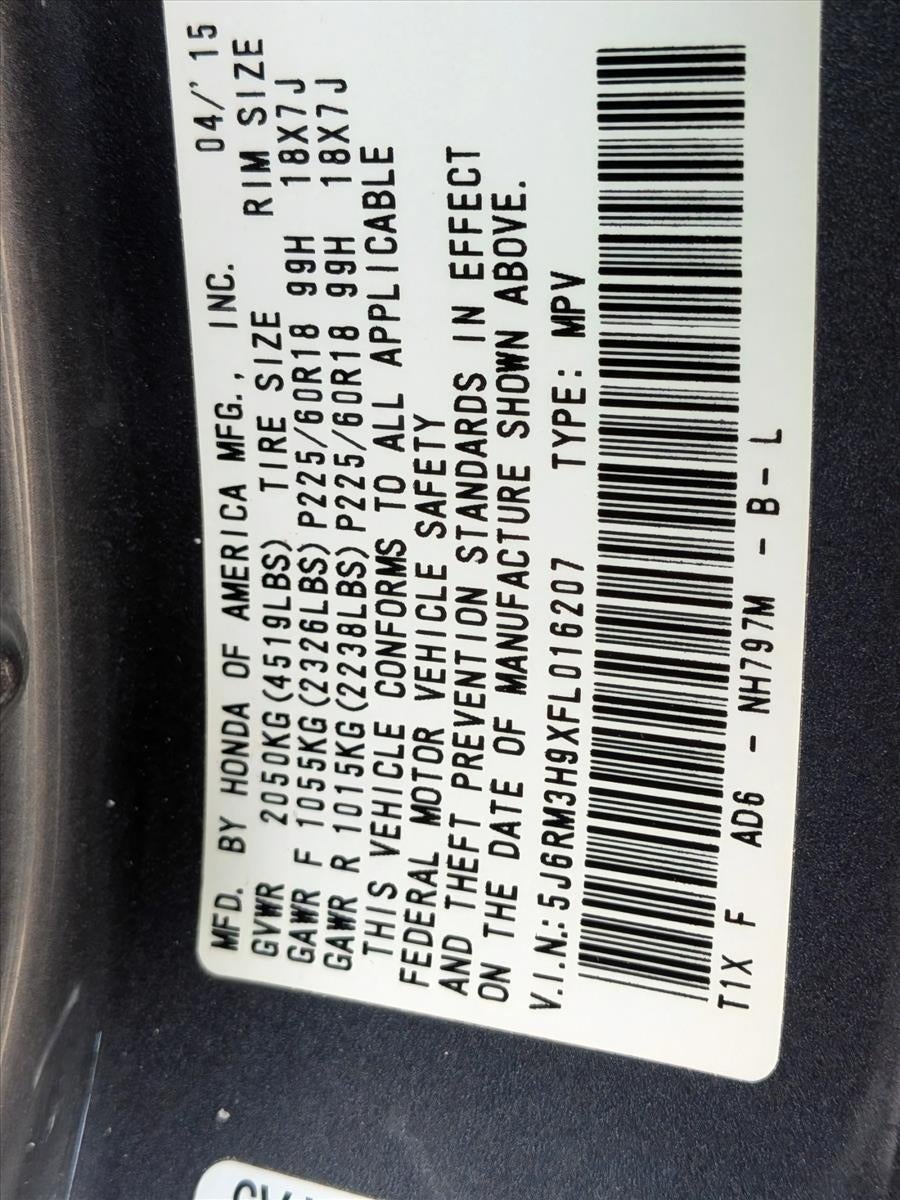 MFD. BY HONDA OF AMERICA MFG., INC. 04/'15
GVWR 2050KG(4519LBS) TIRE SIZE RIM SIZE
GAWR F 1055KG(2326LBS) P225/60R18 99H 18X7J
GAWR R 1015KG(2238LBS) P225/60R18 99H 18X7J
THIS VEHICLE CONFORMS TO ALL APPLICABLE
FEDERAL MOTOR VEHICLE SAFETY
AND THEFT PREVENTION STANDARDS IN EFFECT
ON THE DATE OF MANUFACTURE SHOWN ABOVE.
V.I.N.: 5J6RM3H9XFL016207 TYPE: MPV
T1X F AD6 - NH797M - B - L